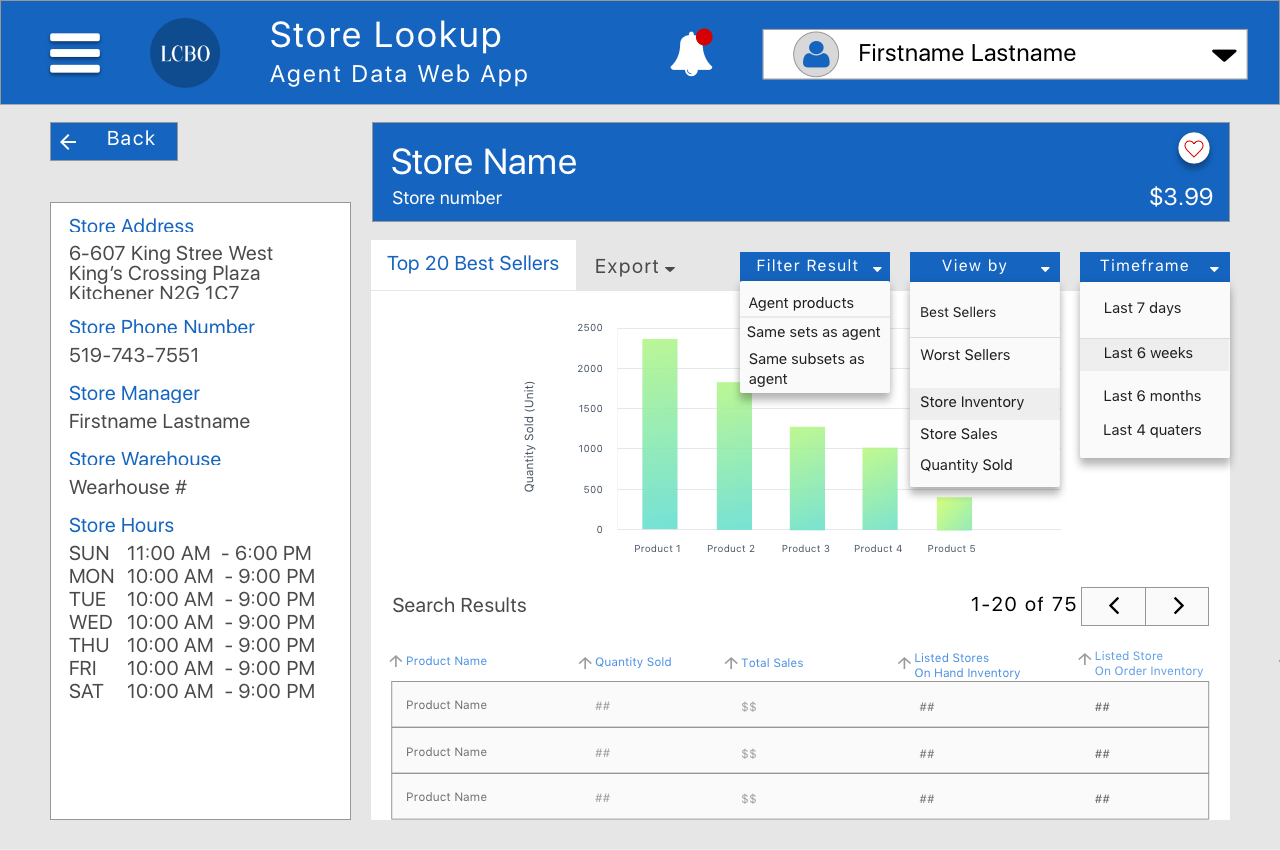 LCBO
Store Lookup
Agent Data Web App
Firstname Lastname
Back
Store Name
Store number
$3.99
Store Address
6-607 King Stree West
King's Crossing Plaza
Kitchener N2G 1C7
Store Phone Number
519-743-7551
Store Manager
Firstname Lastname
Store Warehouse
Wearhouse #
Store Hours
SUN 11:00 AM - 6:00 PM
MON 10:00 AM - 9:00 PM
TUE 10:00 AM - 9:00 PM
WED 10:00 AM - 9:00 PM
THU 10:00 AM - 9:00 PM
FRI 10:00 AM - 9:00 PM
SAT 10:00 AM - 9:00 PM
Top 20 Best Sellers
Export
Filter Result
Agent products
Same sets as agent
Same subsets as
agent
View by
Best Sellers
Worst Sellers
Store Inventory
Store Sales
Quantity Sold
Timeframe
Last 7 days
Last 6 weeks
Last 6 months
Last 4 quaters
Quantity Sold (Unit)
2500
2000
1500
1000
500
0
Product 1 Product 2 Product 3 Product 4 Product 5
Search Results
1-20 of 75
Product Name
Quantity Sold
Total Sales
Listed Stores
On Hand Inventory
Listed Store
On Order Inventory
Product Name ## $$ ## ##
Product Name ## $$ ## ##
Product Name ## $$ ## ##